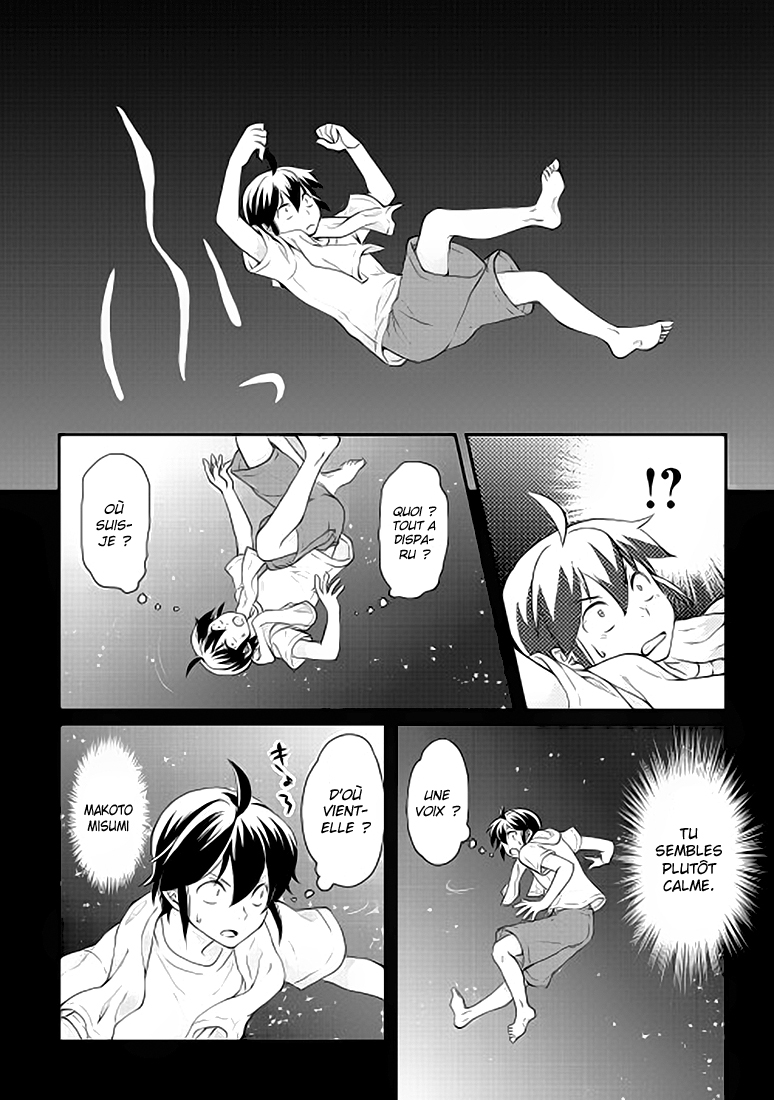 !?
QUOI ?
TOUT A
DISPA-
RU ?
OÙ
SUIS-
JE ?
TU
SEMBLES
PLUTÔT
CALME.
UNE
VOIX ?
D'OÙ
VIENT-
ELLE ?
MAKOTO
MISUMI